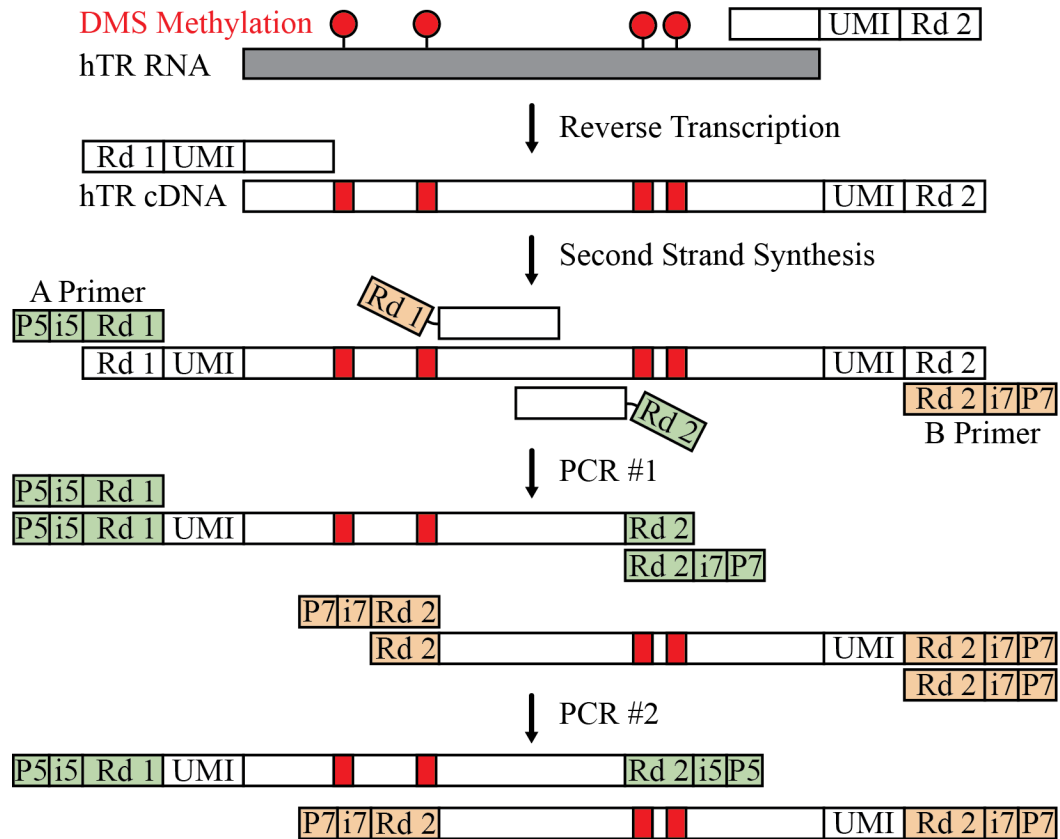 DMS Methylation
UMI Rd 2
hTR RNA
Reverse Transcription
Rd 1 UMI
hTR cDNA
UMI Rd 2
Second Strand Synthesis
A Primer
P5 i5 Rd 1
Rd 1
Rd 1 UMI
UMI Rd 2
Rd 2
Rd 2 i7 P7
B Primer
PCR #1
P5 i5 Rd 1
P5 i5 Rd 1 UMI
Rd 2
Rd 2 i7 P7
P7 i7 Rd 2
Rd 2
UMI Rd 2 i7 P7
Rd 2 i7 P7
PCR #2
P5 i5 Rd 1 UMI
Rd 2 i5 P5
P7 i7 Rd 2
UMI Rd 2 i7 P7